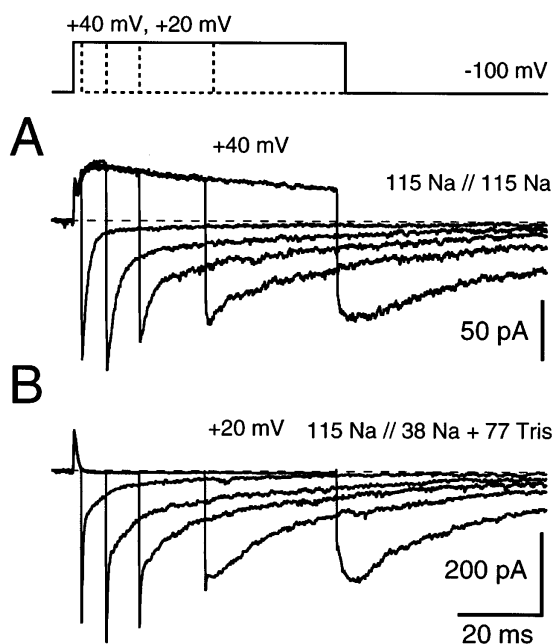 +40 mV, +20 mV
-100 mV
A
+40 mV
115 Na // 115 Na
50 pA
B
+20 mV 115 Na // 38 Na + 77 Tris
200 pA
20 ms